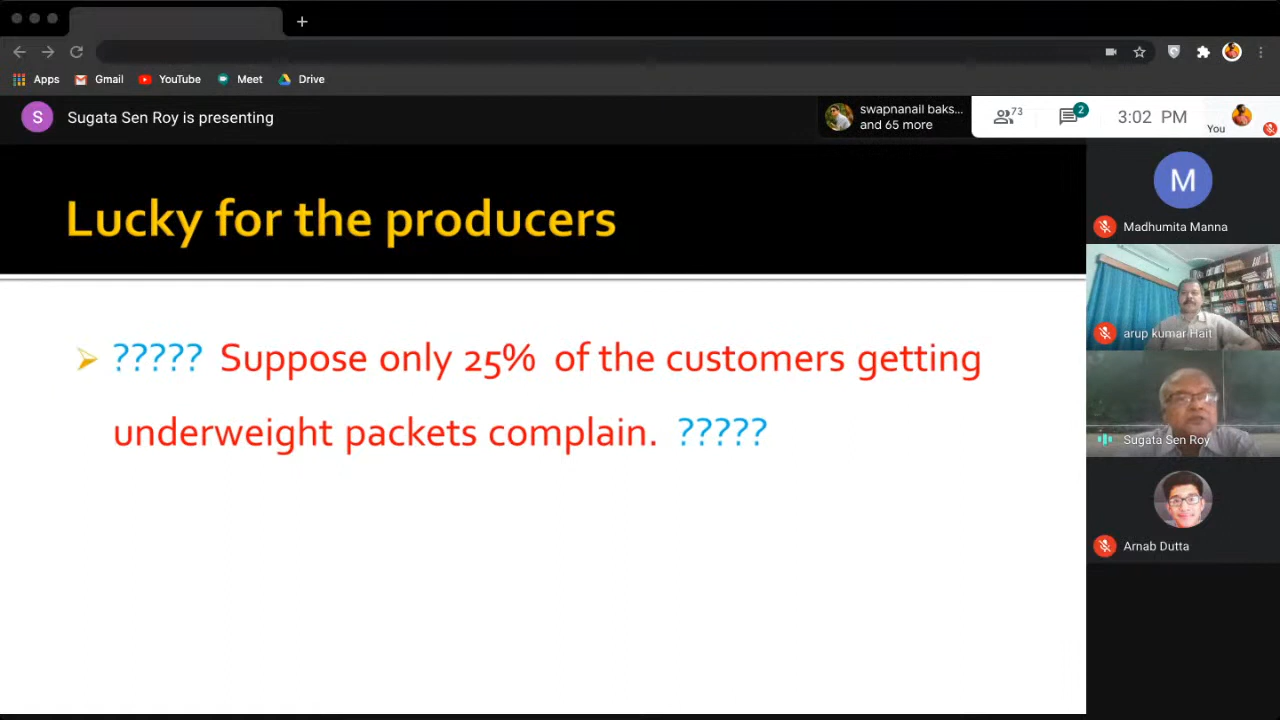 Apps Gmail YouTube Meet Drive
S Sugata Sen Roy is presenting
swapnanail baks...
and 65 more
73
2
3:02 PM
You
Lucky for the producers
????? Suppose only 25% of the customers getting
underweight packets complain. ?????
M
Madhumita Manna
arup kumar Hait
Sugata Sen Roy
Arnab Dutta